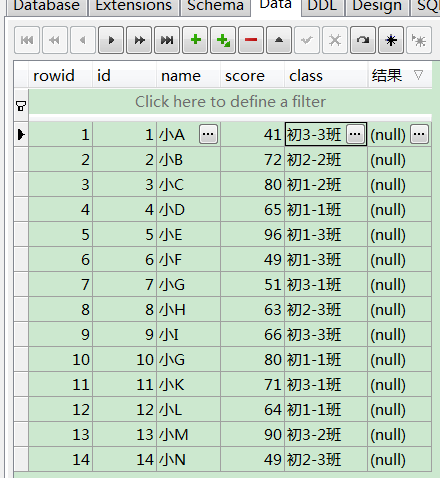 Database Extensions Schema Data DDL Design
rowid id name score class 结果
Click here to define a filter
1 1 小A 41 初3-3班 (null)
2 2 小B 72 初2-2班 (null)
3 3 小C 80 初1-2班 (null)
4 4 小D 65 初1-1班 (null)
5 5 小E 96 初1-3班 (null)
6 6 小F 49 初1-3班 (null)
7 7 小G 51 初3-1班 (null)
8 8 小H 63 初2-3班 (null)
9 9 小I 66 初3-3班 (null)
10 10 小G 80 初1-1班 (null)
11 11 小K 71 初3-1班 (null)
12 12 小L 64 初1-1班 (null)
13 13 小M 90 初3-2班 (null)
14 14 小N 49 初2-3班 (null)